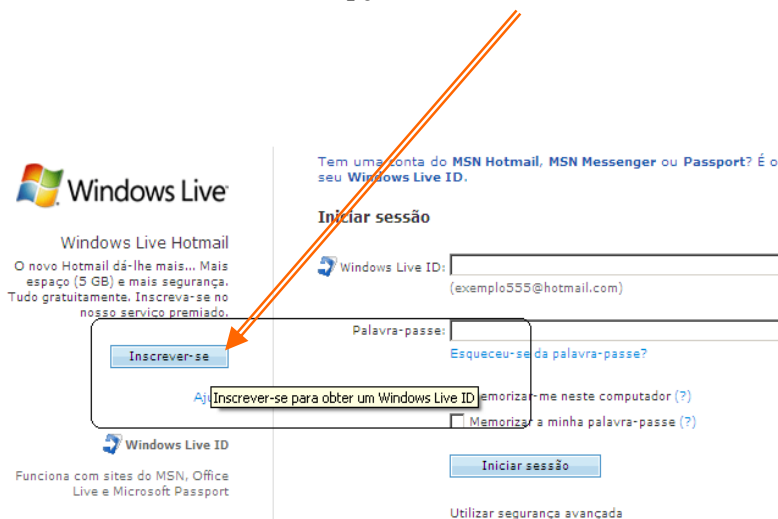 Windows Live
Windows Live Hotmail
O novo Hotmail dá-lhe mais... Mais
espaço (5 GB) e mais segurança.
Tudo gratuitamente. Inscreva-se no
nosso serviço premiado.
Inscrever-se
Inscrever-se para obter um Windows Live ID
Windows Live ID
Funciona com sites do MSN, Office
Live e Microsoft Passport
Tem uma conta do MSN Hotmail, MSN Messenger ou Passport? É o
seu Windows Live ID.
Iniciar sessão
Windows Live ID:
(exemplo555@hotmail.com)
Palavra-passe:
Esqueceu-se da palavra-passe?
emorizar-me neste computador (?)
Memorizar a minha palavra-passe (?)
Iniciar sessão
Utilizar segurança avançada